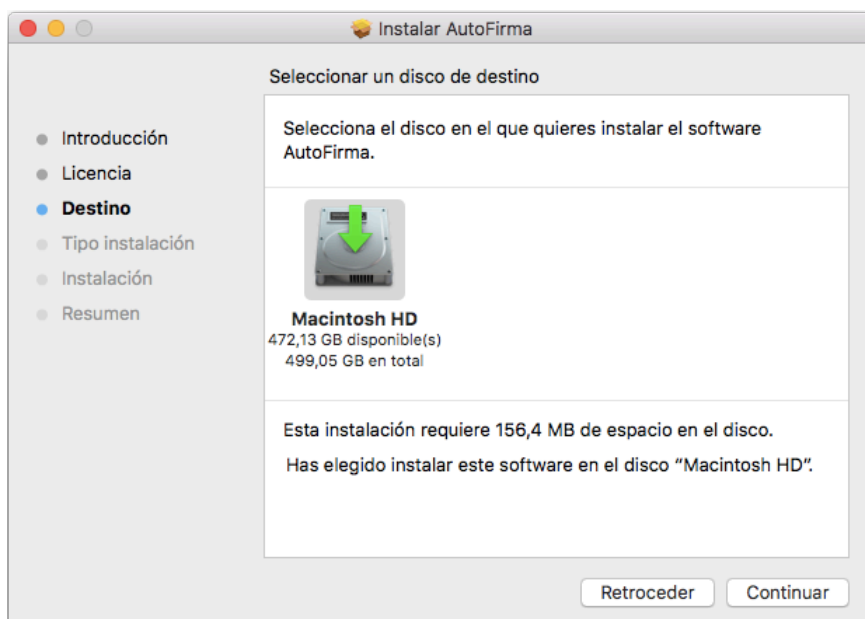 Instalar AutoFirma
Seleccionar un disco de destino
Introducción
Licencia
Destino
Tipo instalación
Instalación
Resumen
Selecciona el disco en el que quieres instalar el software
AutoFirma.
Macintosh HD
472,13 GB disponible(s)
499,05 GB en total
Esta instalación requiere 156,4 MB de espacio en el disco.
Has elegido instalar este software en el disco “Macintosh HD”.
Retroceder
Continuar